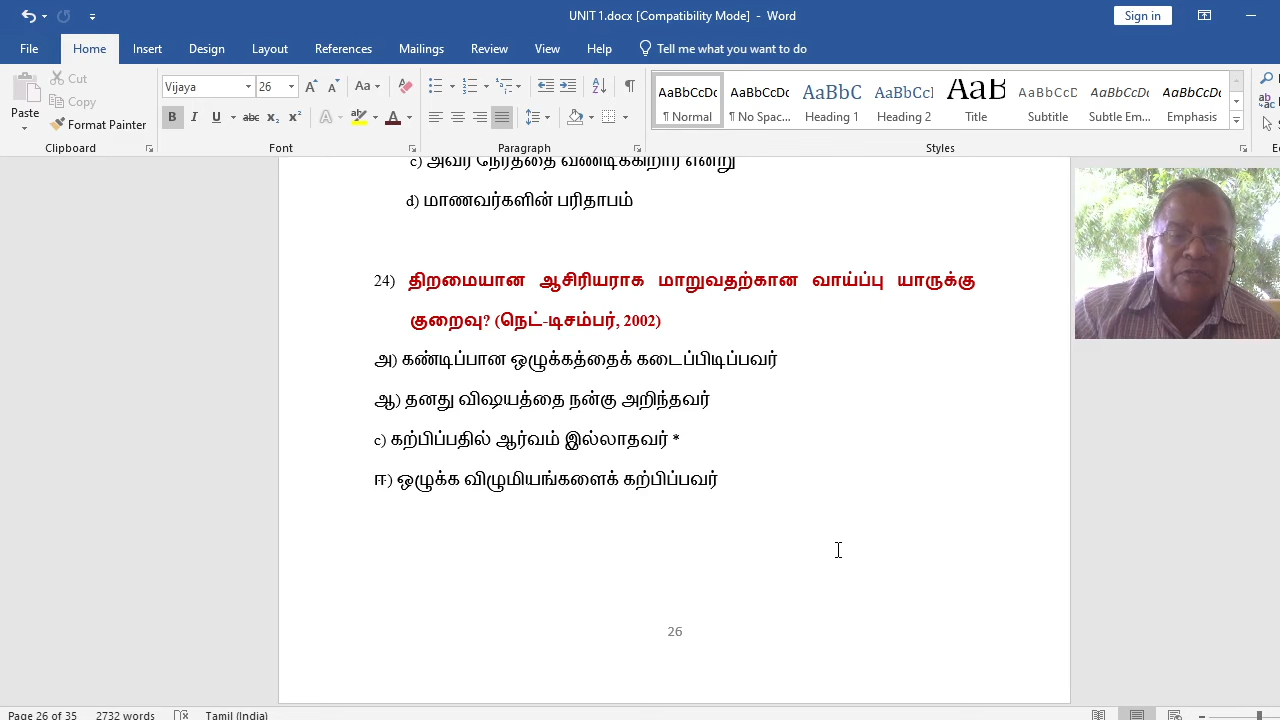 UNIT 1.docx [Compatibility Mode] - Word
Sign in
File Home Insert Design Layout References Mailings Review View Help Tell me what you want to do
Paste
Cut
Copy
Format Painter
Clipboard
Vijaya 26
Font
Paragraph
AaBbCcDc AaBbCcDc AaBbC AaBbCcI AaB AaBbCcD AaBbCcDc AaBbCcDc
¶ Normal ¶ No Spac... Heading 1 Heading 2 Title Subtitle Subtle Em... Emphasis
Styles
c) அவர் நேரத்தை வீணடிக்கிறார் என்று
d) மாணவர்களின் பரிதாபம்
24) திறமையான ஆசிரியராக மாறுவதற்கான வாய்ப்பு யாருக்கு
குறைவு? (நெட்-டிசம்பர், 2002)
அ) கண்டிப்பான ஒழுக்கத்தைக் கடைப்பிடிப்பவர்
ஆ) தனது விஷயத்தை நன்கு அறிந்தவர்
c) கற்பிப்பதில் ஆர்வம் இல்லாதவர் *
ஈ) ஒழுக்க விழுமியங்களைக் கற்பிப்பவர்
26
Page 26 of 35 2732 words Tamil (India)